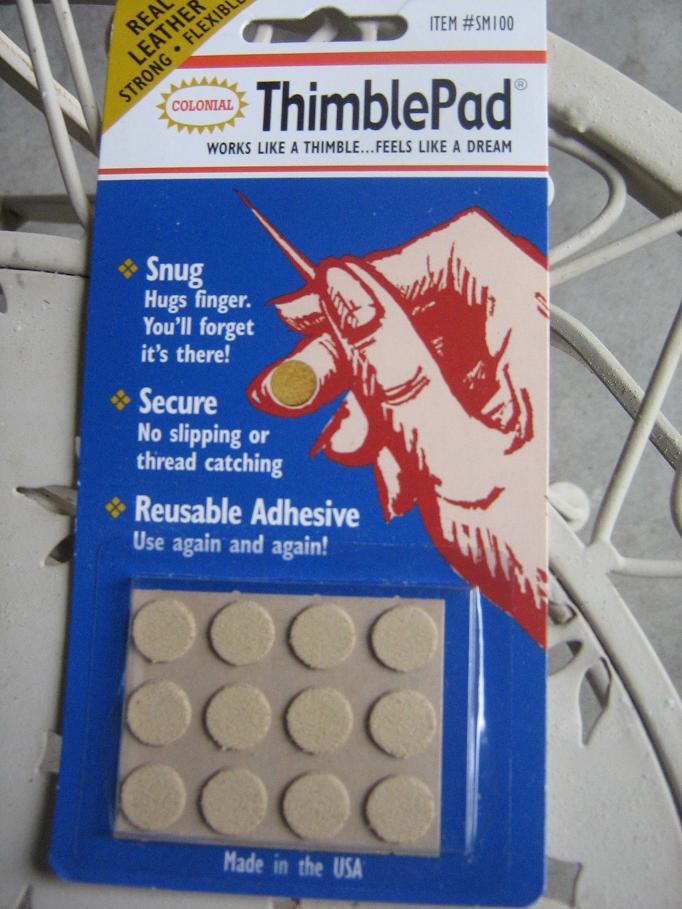 REAL
LEATHER
STRONG • FLEXIBLE
ITEM #SM100
COLONIAL
ThimblePad®
WORKS LIKE A THIMBLE...FEELS LIKE A DREAM
Snug
Hugs finger.
You'll forget
it's there!
Secure
No slipping or
thread catching
Reusable Adhesive
Use again and again!
Made in the USA